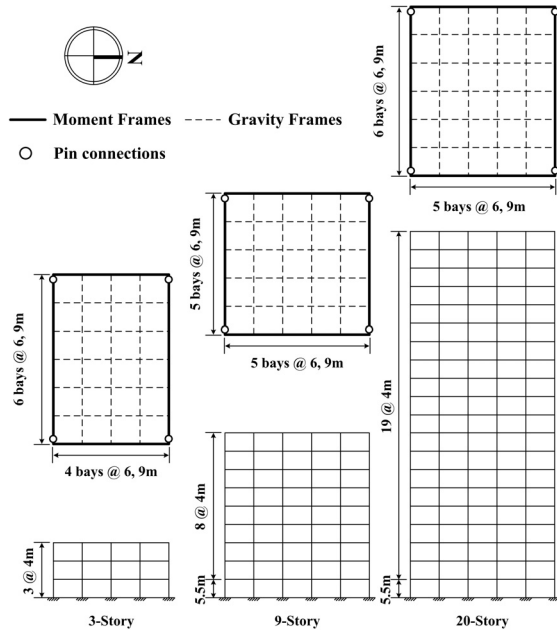 N
Moment Frames
Gravity Frames
Pin connections
6 bays @ 6, 9m
5 bays @ 6, 9m
5 bays @ 6, 9m
5 bays @ 6, 9m
6 bays @ 6, 9m
4 bays @ 6, 9m
3 @ 4m
8 @ 4m
5.5m
19 @ 4m
5.5m
3-Story
9-Story
20-Story